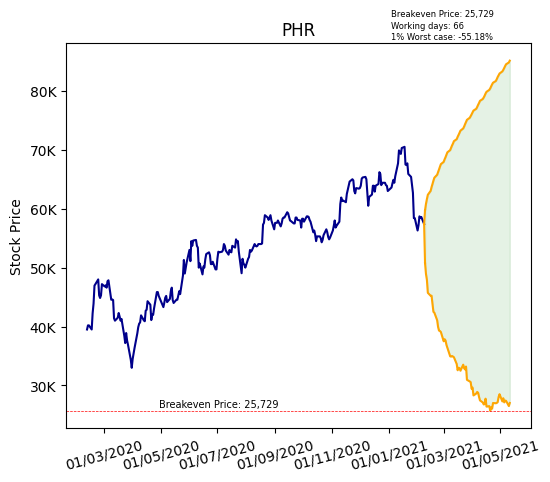 Breakeven Price: 25,729
Working days: 66
1% Worst case: -55.18%
PHR
Stock Price
80K
70K
60K
50K
40K
30K
Breakeven Price: 25,729
01/03/2020
01/05/2020
01/07/2020
01/09/2020
01/11/2020
01/01/2021
01/03/2021
01/05/2021